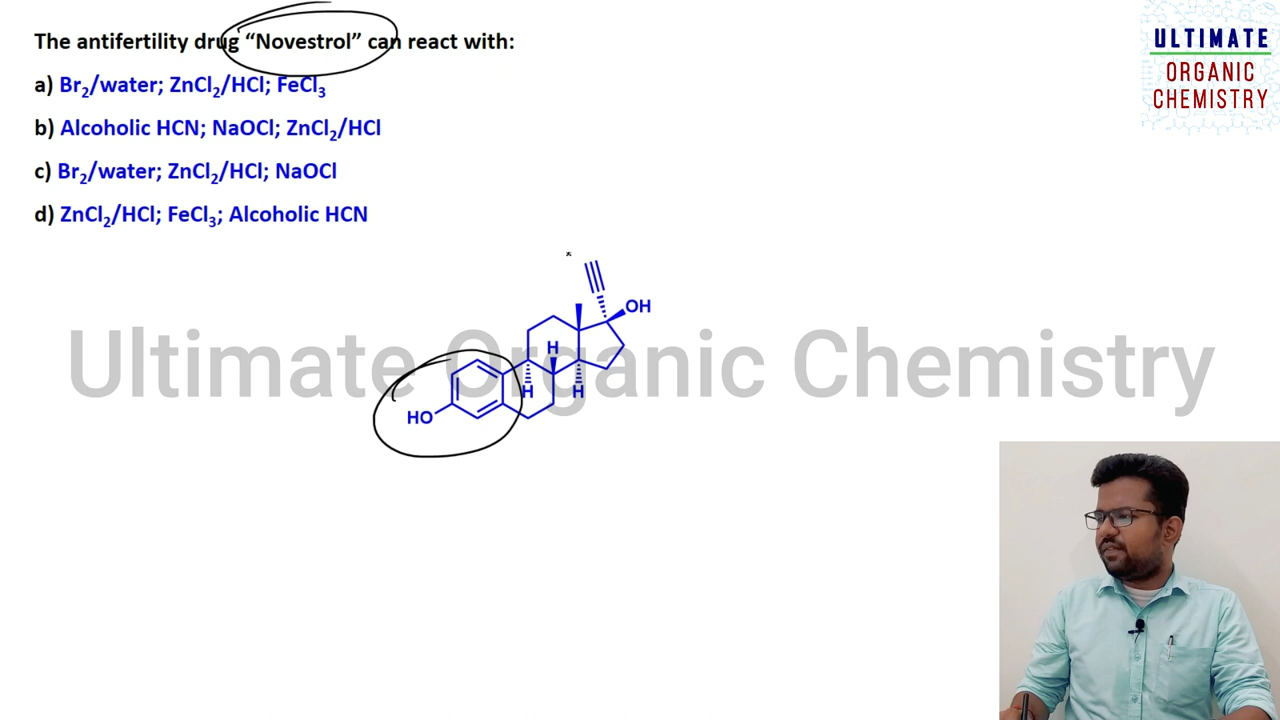 The antifertility drug “Novestrol” can react with:
a) Br₂/water; ZnCl₂/HCl; FeCl₃
b) Alcoholic HCN; NaOCl; ZnCl₂/HCl
c) Br₂/water; ZnCl₂/HCl; NaOCl
d) ZnCl₂/HCl; FeCl₃; Alcoholic HCN
ULTIMATE
ORGANIC
CHEMISTRY
OH
H
H
H
HO
Ultimate Organic Chemistry